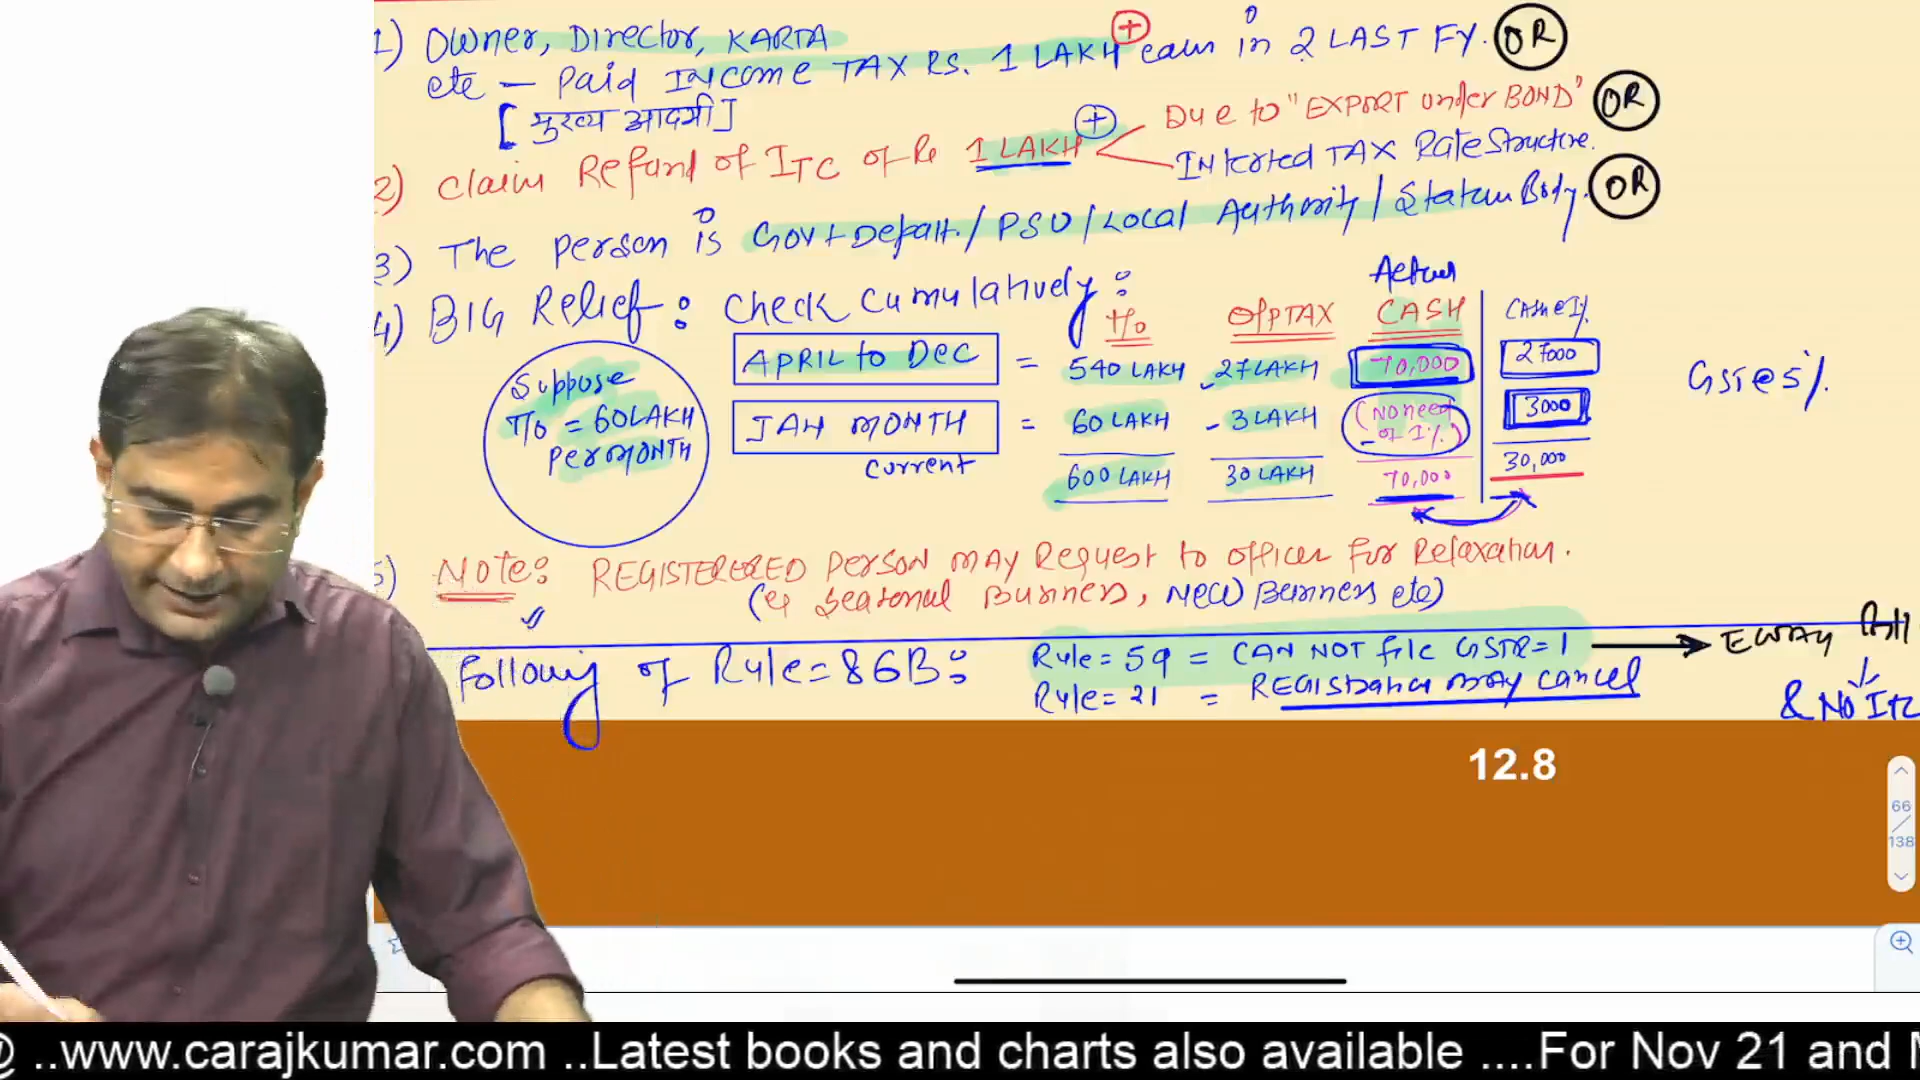 1) Owner, Director, KARTA
etc — Paid INCOME TAX Rs. 1 LAKH + each in 2 LAST FY. OR
[मुख्य आदमी]
2) Claim Refund of ITC of Rs 1 LAKH +
Due to "EXPORT under BOND" OR
Inverted TAX Rate Structure.
3) The Person is Govt Depatt. / PSU / Local Authority / Statum Body. OR
4) BIG Relief: Check Cumulatively:
T/o O/P TAX Actual CASH CASH @ 1%
Suppose T/o = 60 LAKH PER MONTH
APRIL to DEC = 540 LAKH 27 LAKH 70,000 27000
JAN MONTH = 60 LAKH 3 LAKH (No need of 1%) 3000
current
600 LAKH 30 LAKH 70,000 30,000
GST @ 5%.
5) Note: REGISTERERED Person may Request to officer for Relaxation.
(eg Seasonal Business, New Business etc)
Following of Rule = 86B:
Rule = 59 = CAN NOT file GSTR = 1 → EWAY Bill
Rule = 21 = REGistration may cancel
& No Itc
12.8
66
138
@ ..www.carajkumar.com ..Latest books and charts also available ....For Nov 21 and M